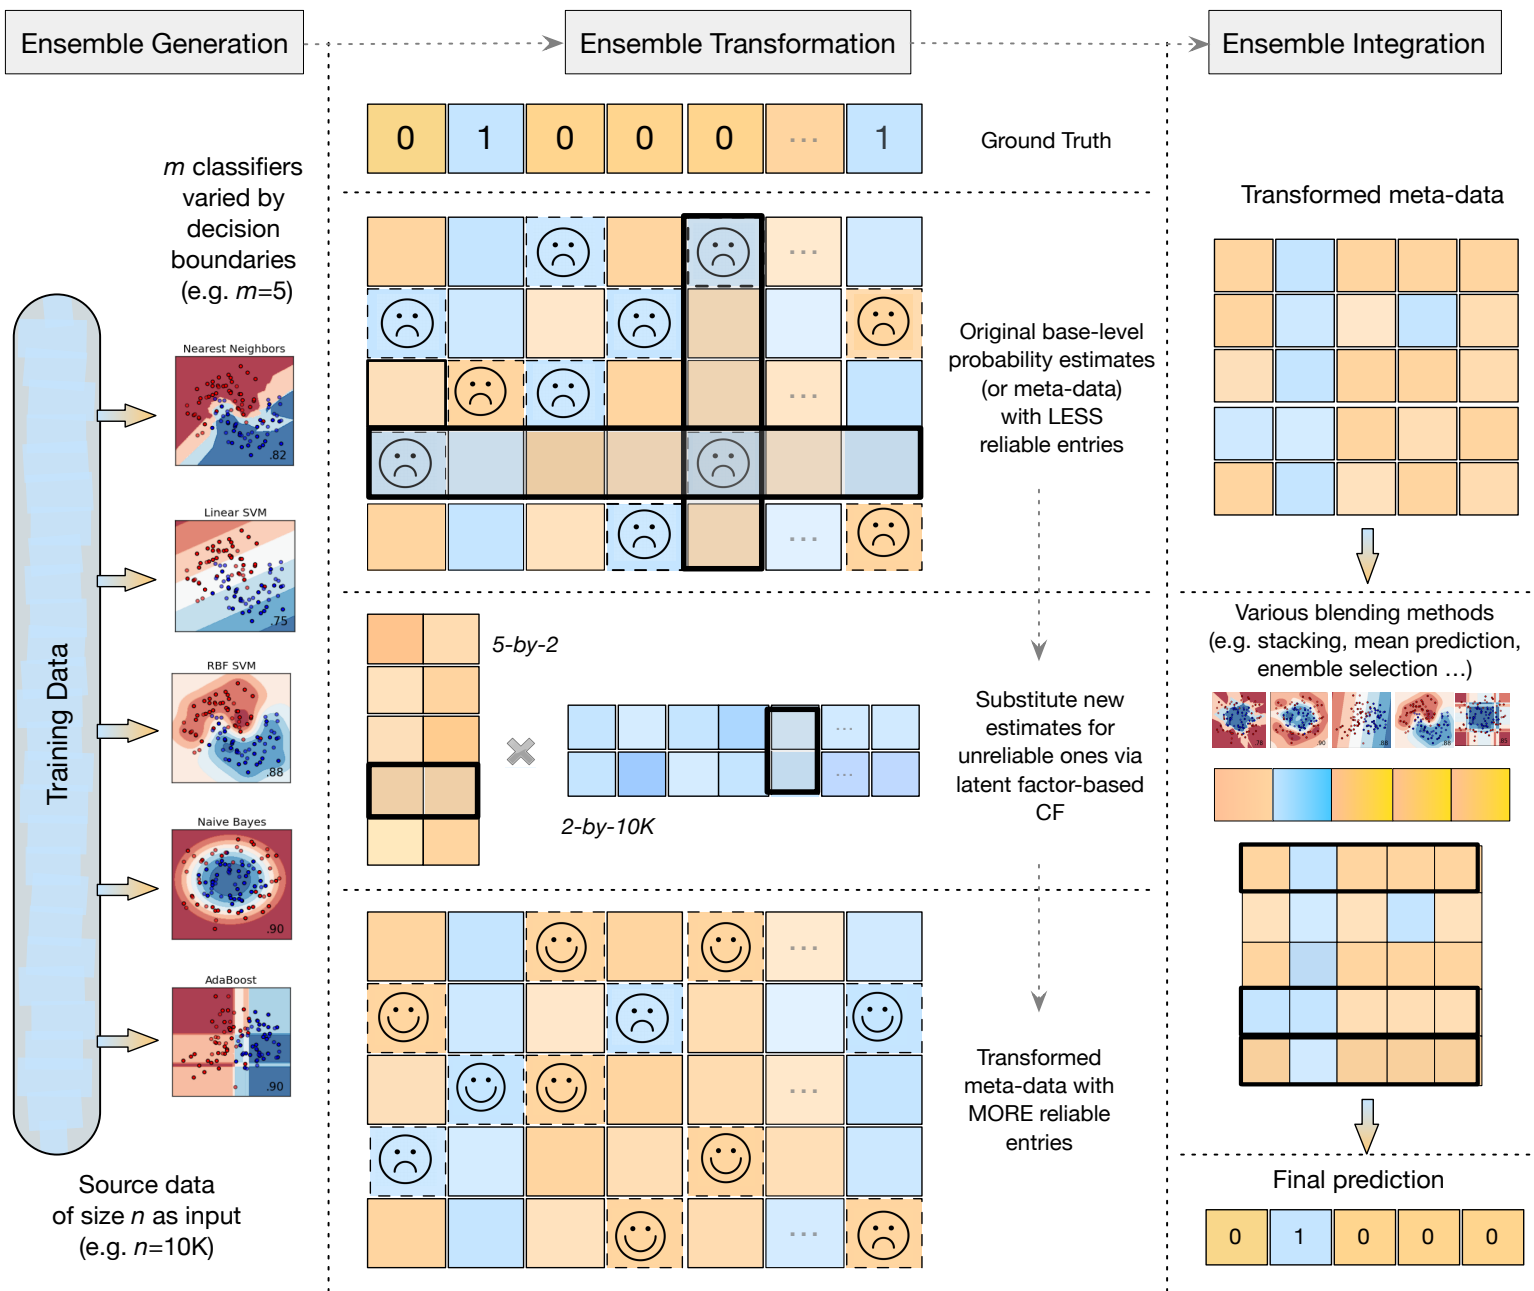 Ensemble Generation
Ensemble Transformation
Ensemble Integration
m classifiers
varied by
decision
boundaries
(e.g. m=5)
Training Data
Nearest Neighbors
.82
Linear SVM
.75
RBF SVM
.88
Naive Bayes
.90
AdaBoost
.90
Source data
of size n as input
(e.g. n=10K)
0 1 0 0 0 ... 1
Ground Truth
...
...
...
...
Original base-level
probability estimates
(or meta-data)
with LESS
reliable entries
5-by-2
2-by-10K
...
...
Substitute new
estimates for
unreliable ones via
latent factor-based
CF
...
...
...
Transformed
meta-data with
MORE reliable
entries
Transformed meta-data
Various blending methods
(e.g. stacking, mean prediction,
enemble selection ...)
.90
.88
.88
Final prediction
0 1 0 0 0